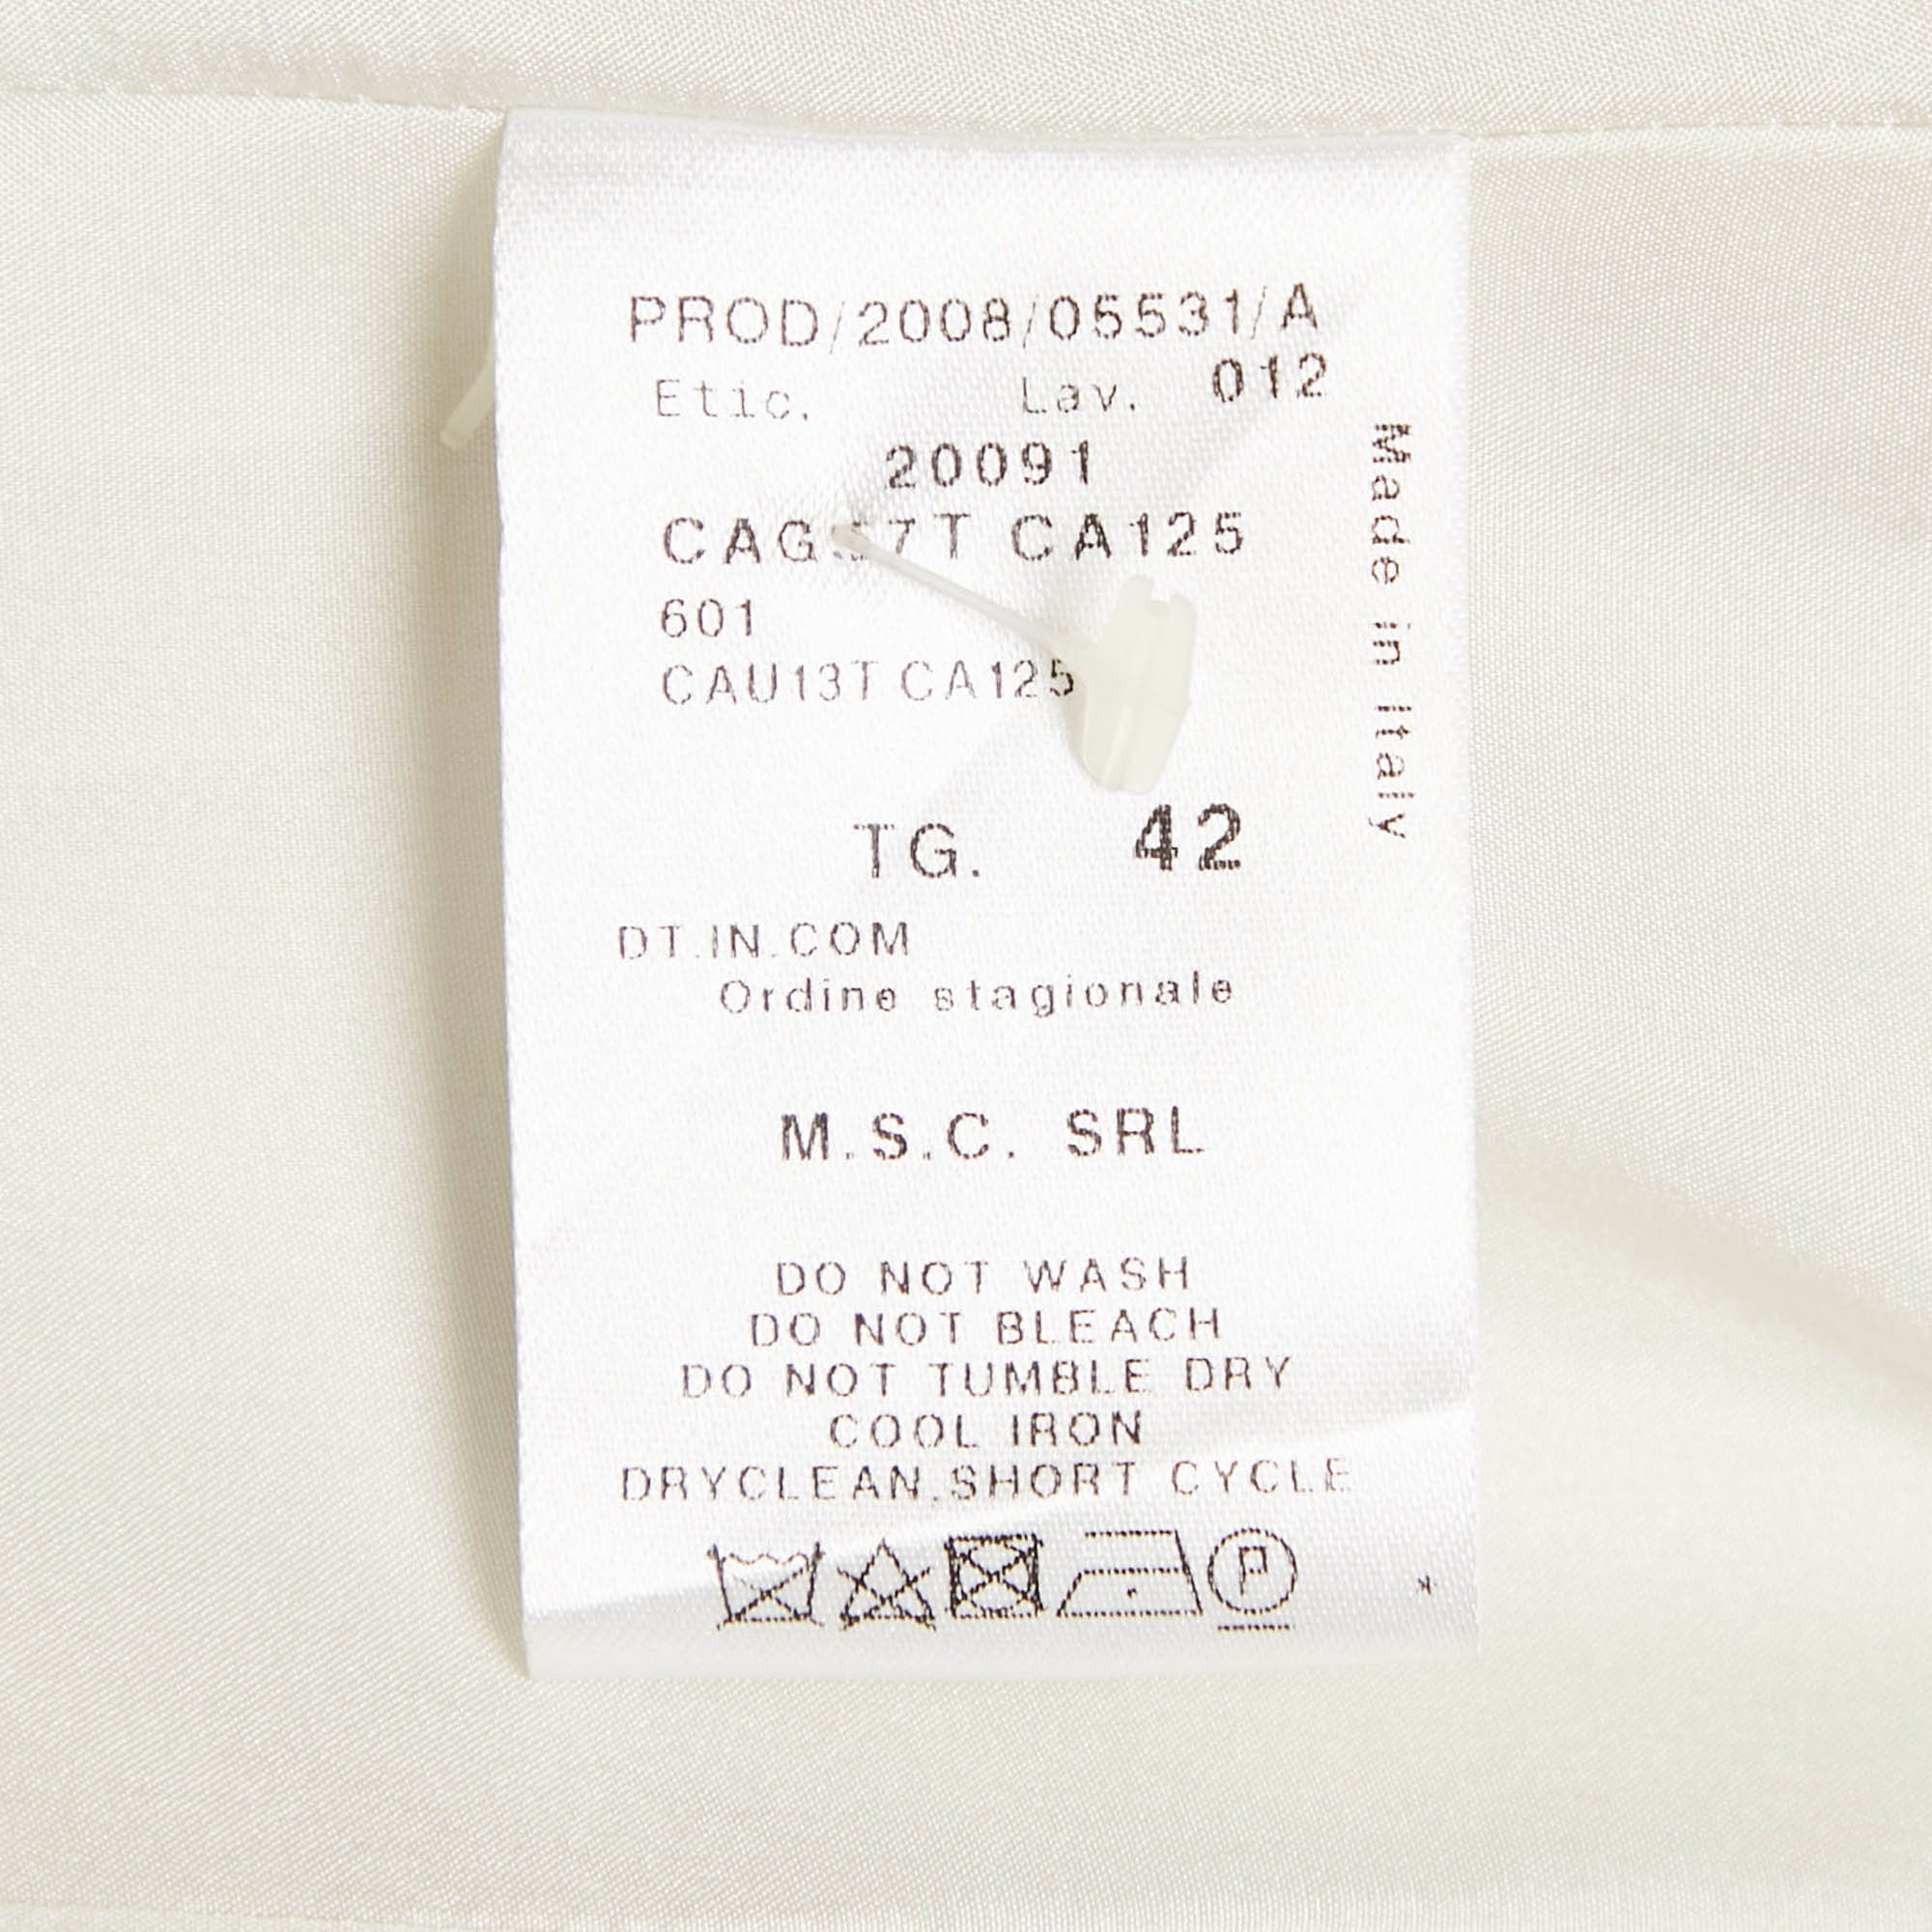 PROD/2008/05531/A
Etic. Lav. 012
20091
CA125
601
CAU13T CA125
TG. 42
DT.IN.COM
Ordine stagionale
M.S.C. SRL
DO NOT WASH
DO NOT BLEACH
DO NOT TUMBLE DRY
COOL IRON
DRYCLEAN.SHORT CYCLE
P
Made in Italy